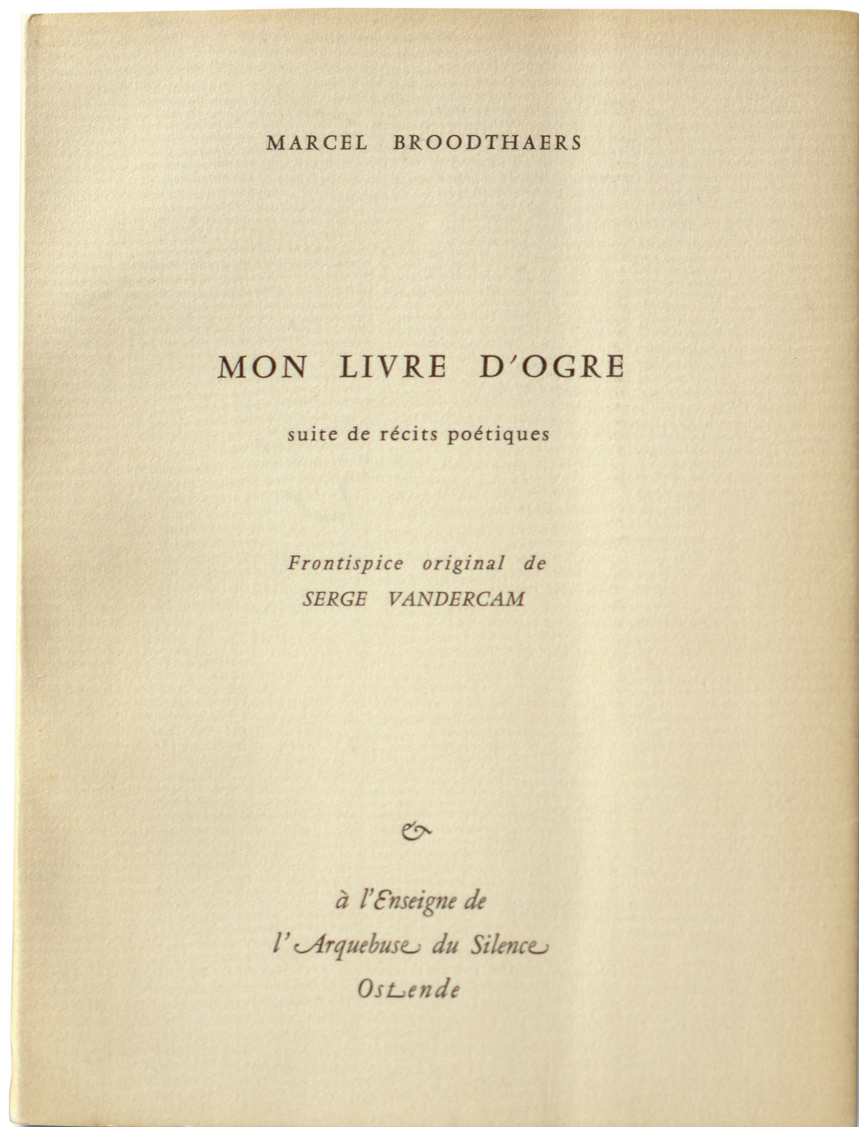 MARCEL BROODTHAERS
MON LIVRE D'OGRE
suite de récits poétiques
Frontispice original de
SERGE VANDERCAM
&
à l'Enseigne de
l'Arquebuse du Silence
Ostende